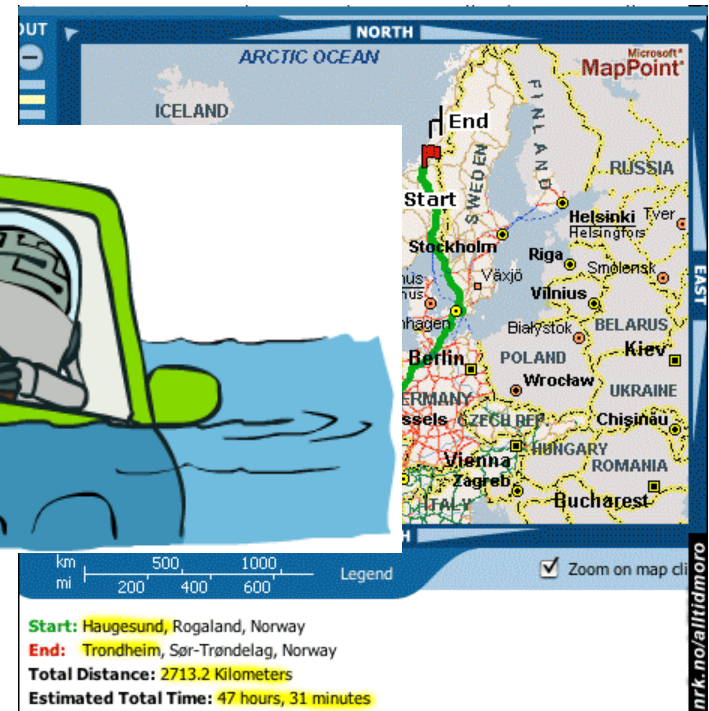 OUT
NORTH
ARCTIC OCEAN
Microsoft®
MapPoint®
ICELAND
FINLAND
End
SWEDEN
RUSSIA
Start
Helsinki
Tver
Helsingfors
Stockholm
Riga
Smolensk
EAST
Växjö
Vilnius
nhagen
Białystok
BELARUS
Berlin
POLAND
Kiev
Wrocław
ERMANY
UKRAINE
ssels
CZECH REP.
Chişinău
Vienna
HUNGARY
ROMANIA
Zagreb
ITALY
Bucharest
km 500 1000
mi 200 400 600
Legend
Zoom on map cli
nrk.no/alltidmoro
Start: Haugesund, Rogaland, Norway
End: Trondheim, Sør-Trøndelag, Norway
Total Distance: 2713.2 Kilometers
Estimated Total Time: 47 hours, 31 minutes